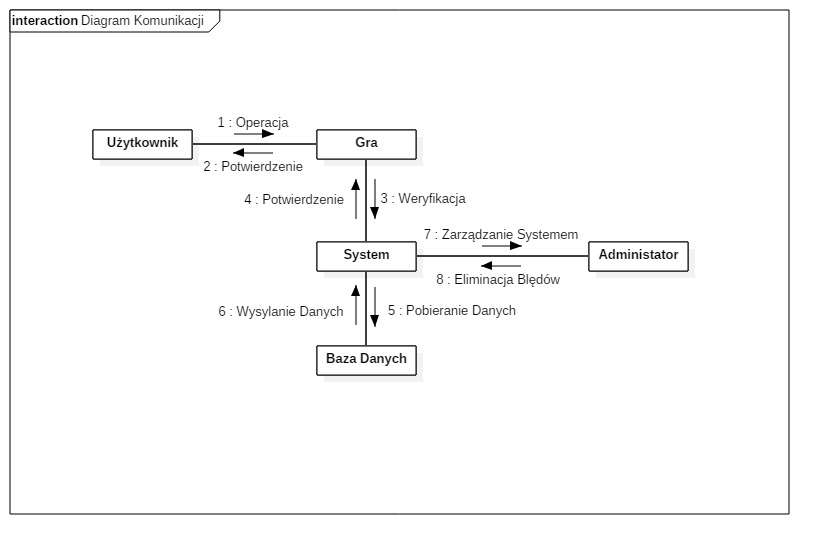 interaction Diagram Komunikacji
1 : Operacja
Użytkownik
Gra
2 : Potwierdzenie
4 : Potwierdzenie
3 : Weryfikacja
7 : Zarządzanie Systemem
System
Administator
8 : Eliminacja Blędów
6 : Wysylanie Danych
5 : Pobieranie Danych
Baza Danych